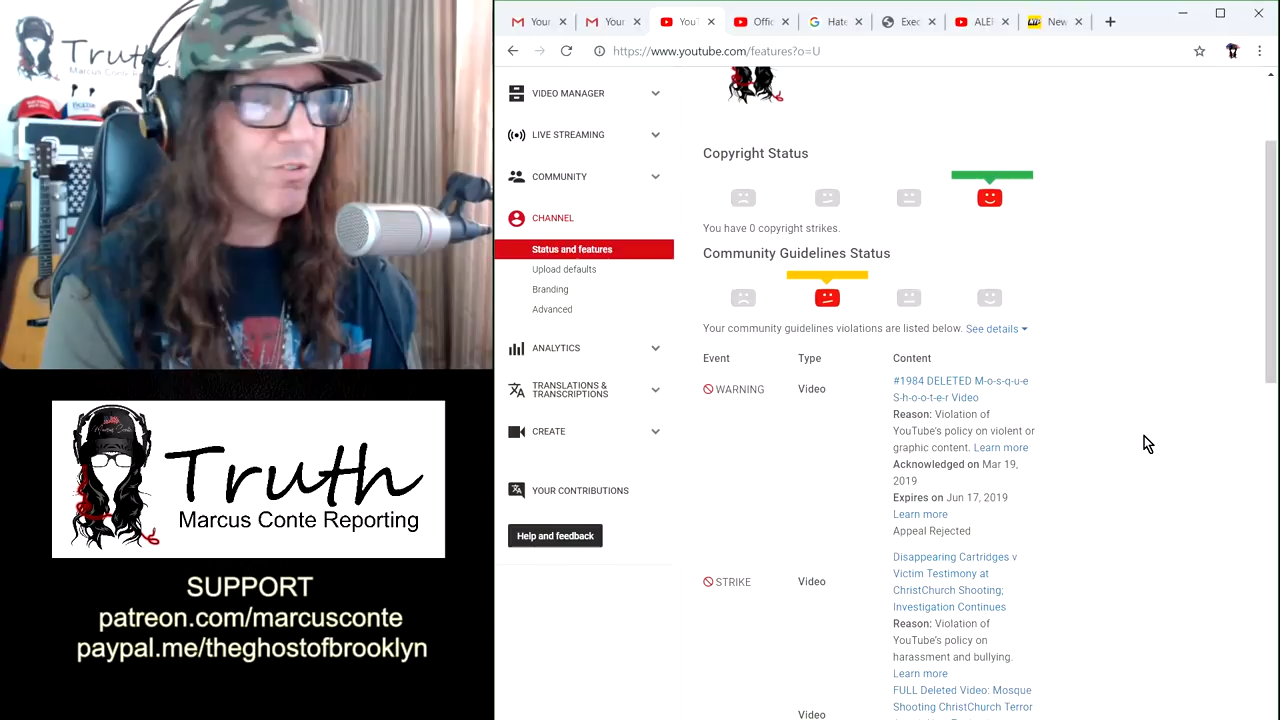 Truth
Marcus Conte Reporting
Your
Your
You
Offic
Hate
Exec
ALE
New
https://www.youtube.com/features?o=U
VIDEO MANAGER
LIVE STREAMING
COMMUNITY
CHANNEL
Status and features
Upload defaults
Branding
Advanced
ANALYTICS
TRANSLATIONS &
TRANSCRIPTIONS
CREATE
YOUR CONTRIBUTIONS
Help and feedback
Copyright Status
You have 0 copyright strikes.
Community Guidelines Status
Your community guidelines violations are listed below. See details
Event Type Content
WARNING Video #1984 DELETED M-o-s-q-u-e
S-h-o-o-t-e-r Video
Reason: Violation of
YouTube's policy on violent or
graphic content. Learn more
Acknowledged on Mar 19,
2019
Expires on Jun 17, 2019
Learn more
Appeal Rejected
STRIKE Video Disappearing Cartridges v
Victim Testimony at
ChristChurch Shooting;
Investigation Continues
Reason: Violation of
YouTube's policy on
harassment and bullying.
Learn more
Video FULL Deleted Video: Mosque
Shooting ChristChurch Terror
Truth
Marcus Conte Reporting
SUPPORT
patreon.com/marcusconte
paypal.me/theghostofbrooklyn